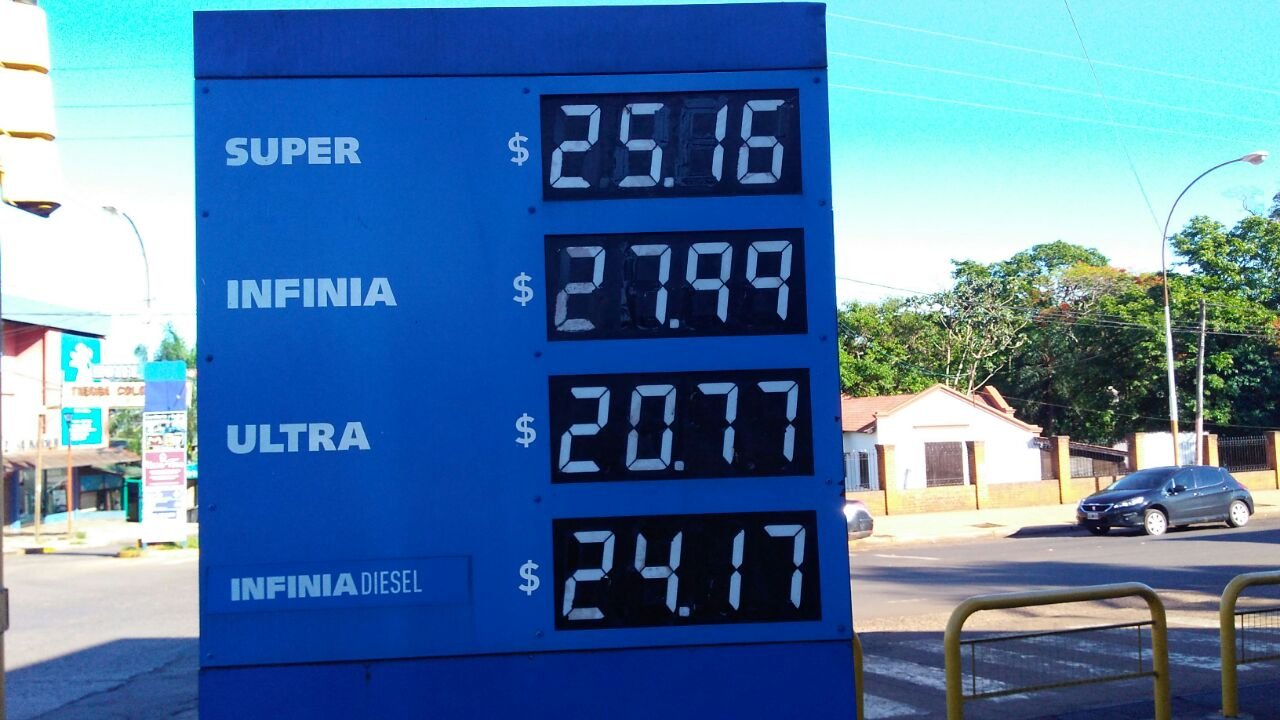 SUPER $ 25.16
INFINIA $ 27.99
ULTRA $ 20.77
INFINIA DIESEL $ 24.17